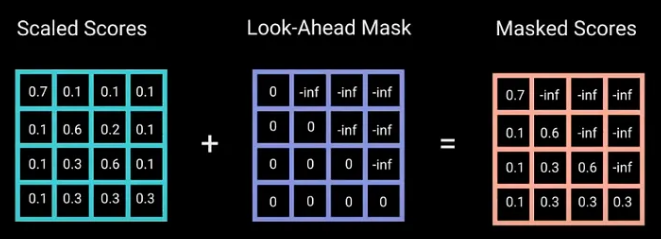 Scaled Scores Look-Ahead Mask Masked Scores
0.7 0.1 0.1 0.1 0 -inf -inf -inf 0.7 -inf -inf -inf
0.1 0.6 0.2 0.1 0 0 -inf -inf 0.1 0.6 -inf -inf
+ =
0.1 0.3 0.6 0.1 0 0 0 -inf 0.1 0.3 0.6 -inf
0.1 0.3 0.3 0.3 0 0 0 0 0.1 0.3 0.3 0.3